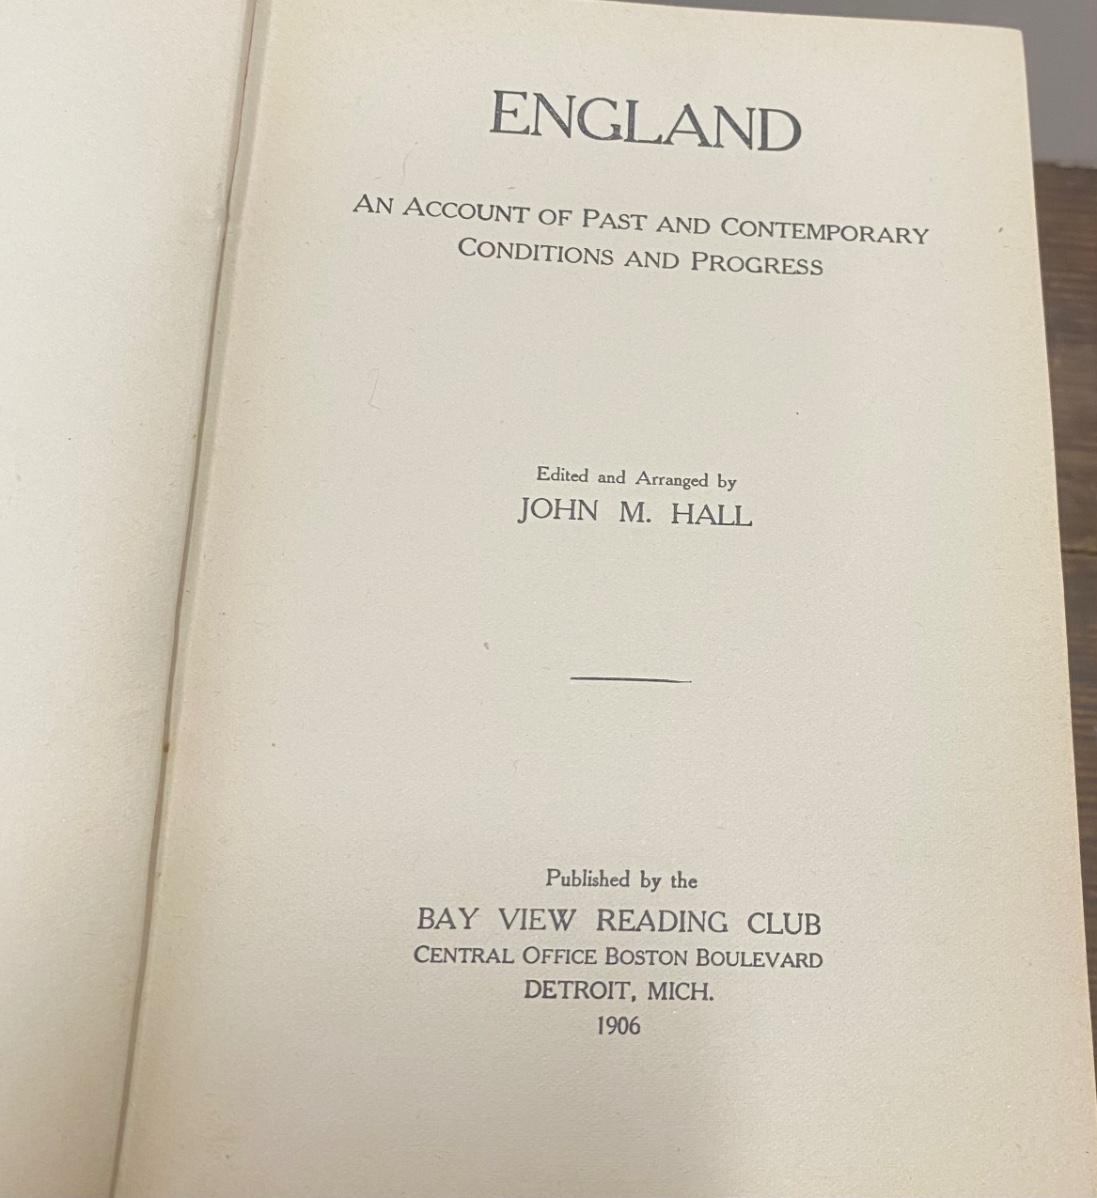 ENGLAND
AN ACCOUNT OF PAST AND CONTEMPORARY
CONDITIONS AND PROGRESS
Edited and Arranged by
JOHN M. HALL
Published by the
BAY VIEW READING CLUB
CENTRAL OFFICE BOSTON BOULEVARD
DETROIT, MICH.
1906